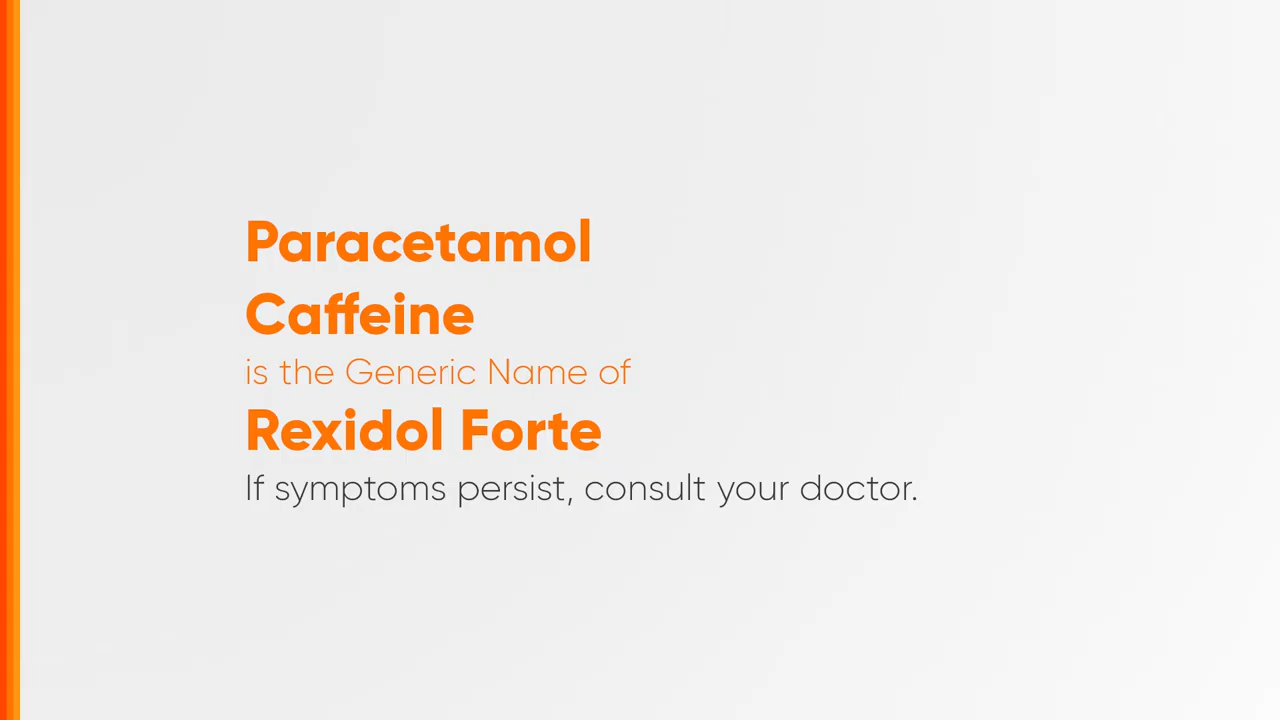 Paracetamol
Caffeine
is the Generic Name of
Rexidol Forte
If symptoms persist, consult your doctor.